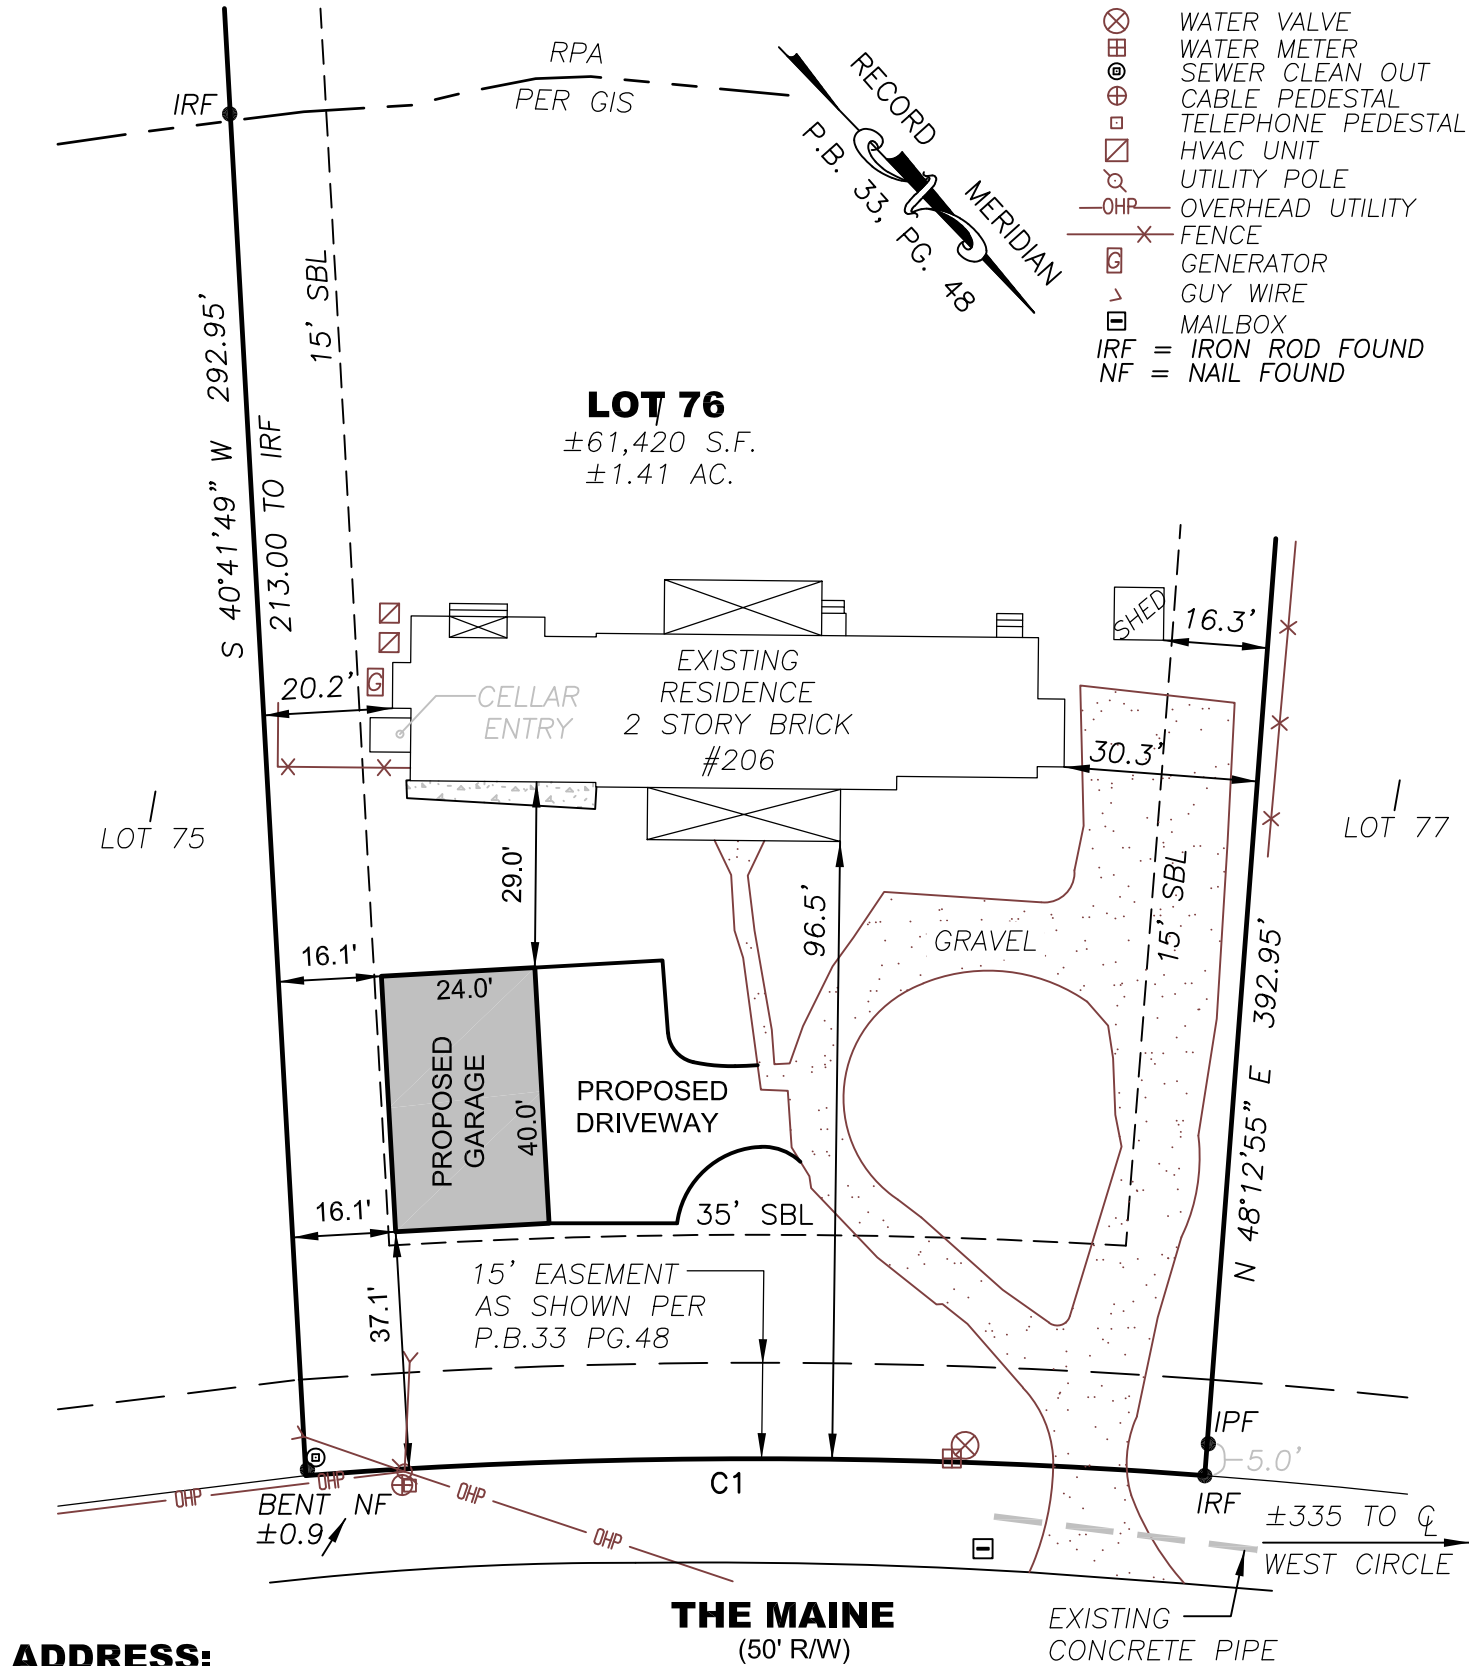 WATER VALVE
WATER METER
SEWER CLEAN OUT
CABLE PEDESTAL
TELEPHONE PEDESTAL
HVAC UNIT
UTILITY POLE
OHP OVERHEAD UTILITY
FENCE
G GENERATOR
GUY WIRE
MAILBOX
IRF = IRON ROD FOUND
NF = NAIL FOUND
RPA
PER GIS
IRF
RECORD MERIDIAN
P.B. 33, PG. 48
15' SBL
S 40°41'49" W 292.95'
213.00 TO IRF
LOT 76
±61,420 S.F.
±1.41 AC.
SHED
16.3'
20.2'
G
CELLAR
ENTRY
EXISTING
RESIDENCE
2 STORY BRICK
#206
30.3'
LOT 75
LOT 77
29.0'
96.5'
15' SBL
GRAVEL
N 48°12'55" E 392.95'
16.1'
24.0'
PROPOSED
GARAGE
40.0'
PROPOSED
DRIVEWAY
16.1'
35' SBL
37.1'
15' EASEMENT
AS SHOWN PER
P.B.33 PG.48
IPF
5.0'
C1
IRF
OHP
OHP
OHP
OHP
BENT NF
±0.9
±335 TO ℄
WEST CIRCLE
THE MAINE
(50' R/W)
EXISTING
CONCRETE PIPE
ADDRESS: